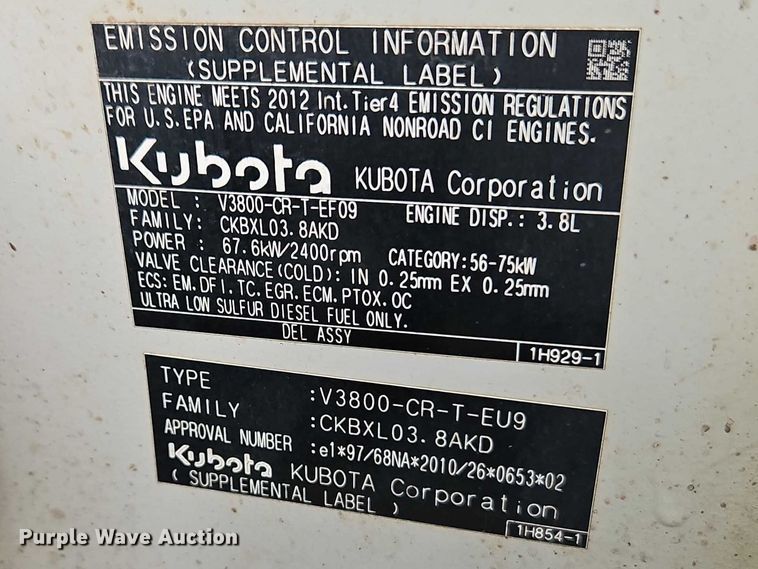 EMISSION CONTROL INFORMATION
(SUPPLEMENTAL LABEL)
THIS ENGINE MEETS 2012 Int.Tier4 EMISSION REGULATIONS
FOR U.S.EPA AND CALIFORNIA NONROAD CI ENGINES.
Kubota KUBOTA Corporation
MODEL : V3800-CR-T-EF09 ENGINE DISP.: 3.8L
FAMILY: CKBXL03.8AKD
POWER : 67.6kW/2400rpm CATEGORY:56-75kW
VALVE CLEARANCE(COLD): IN 0.25mm EX 0.25mm
ECS: EM.DFI.TC.EGR.ECM.PTOX.OC
ULTRA LOW SULFUR DIESEL FUEL ONLY.
DEL ASSY
1H929-1
TYPE :V3800-CR-T-EU9
FAMILY :CKBXL03.8AKD
APPROVAL NUMBER :e1*97/68NA*2010/26*0653*02
Kubota KUBOTA Corporation
(SUPPLEMENTAL LABEL)
1H854-1
Purple Wave Auction